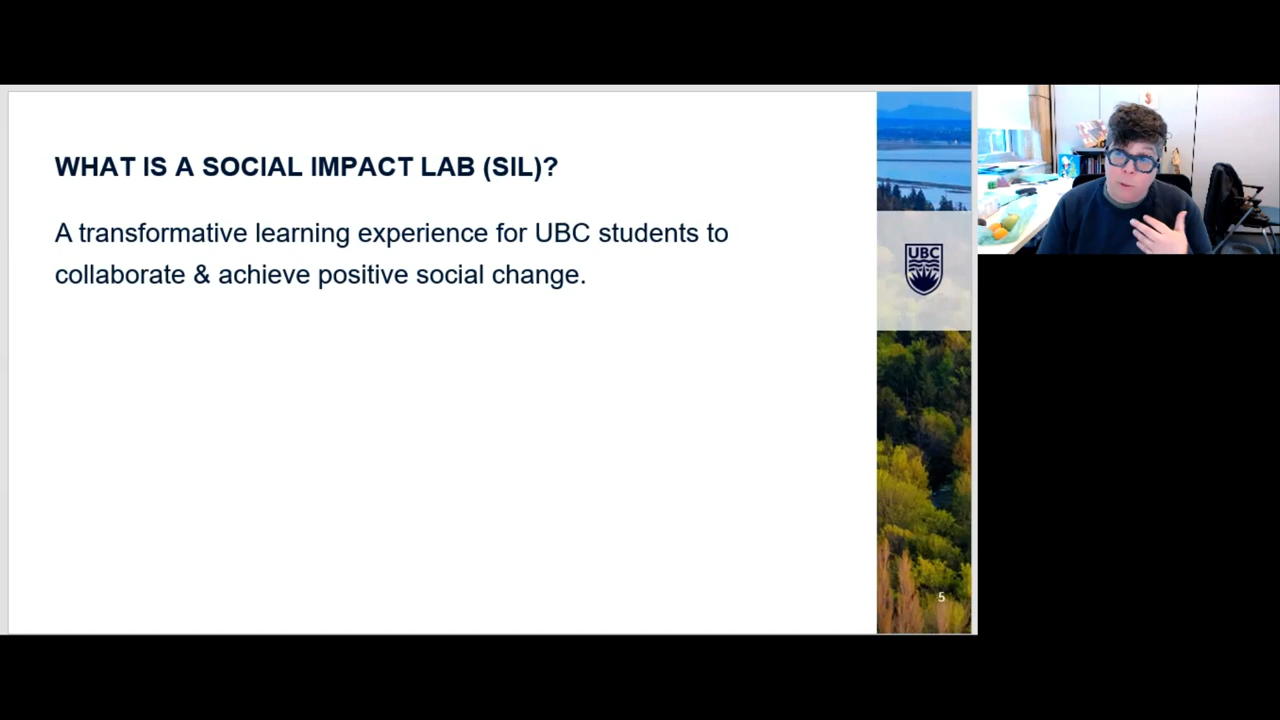 WHAT IS A SOCIAL IMPACT LAB (SIL)?
A transformative learning experience for UBC students to
collaborate & achieve positive social change.
UBC
5